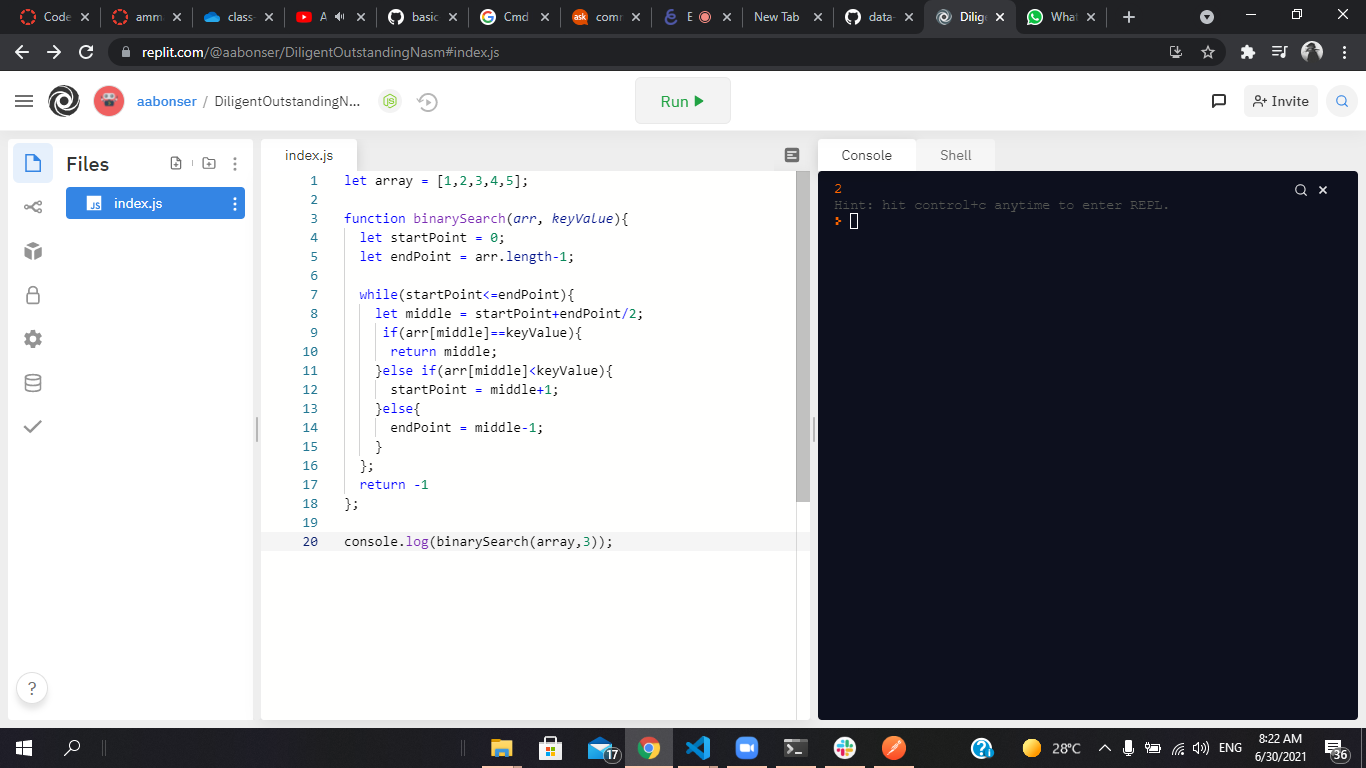 Code
amm
class
A
basic
Cmd
comr
E
New Tab
data-
Dilig
What
replit.com/@aabonser/DiligentOutstandingNasm#index.js
aabonser / DiligentOutstandingN...
Run
Invite
Files
index.js
index.js
Console
Shell
1 let array = [1,2,3,4,5];
2
3 function binarySearch(arr, keyValue){
4 let startPoint = 0;
5 let endPoint = arr.length-1;
6
7 while(startPoint<=endPoint){
8 let middle = startPoint+endPoint/2;
9 if(arr[middle]==keyValue){
10 return middle;
11 }else if(arr[middle]<keyValue){
12 startPoint = middle+1;
13 }else{
14 endPoint = middle-1;
15 }
16 };
17 return -1
18 };
19
20 console.log(binarySearch(array,3));
2
Hint: hit control+c anytime to enter REPL.
?
17
28°C
ENG
8:22 AM
6/30/2021
36